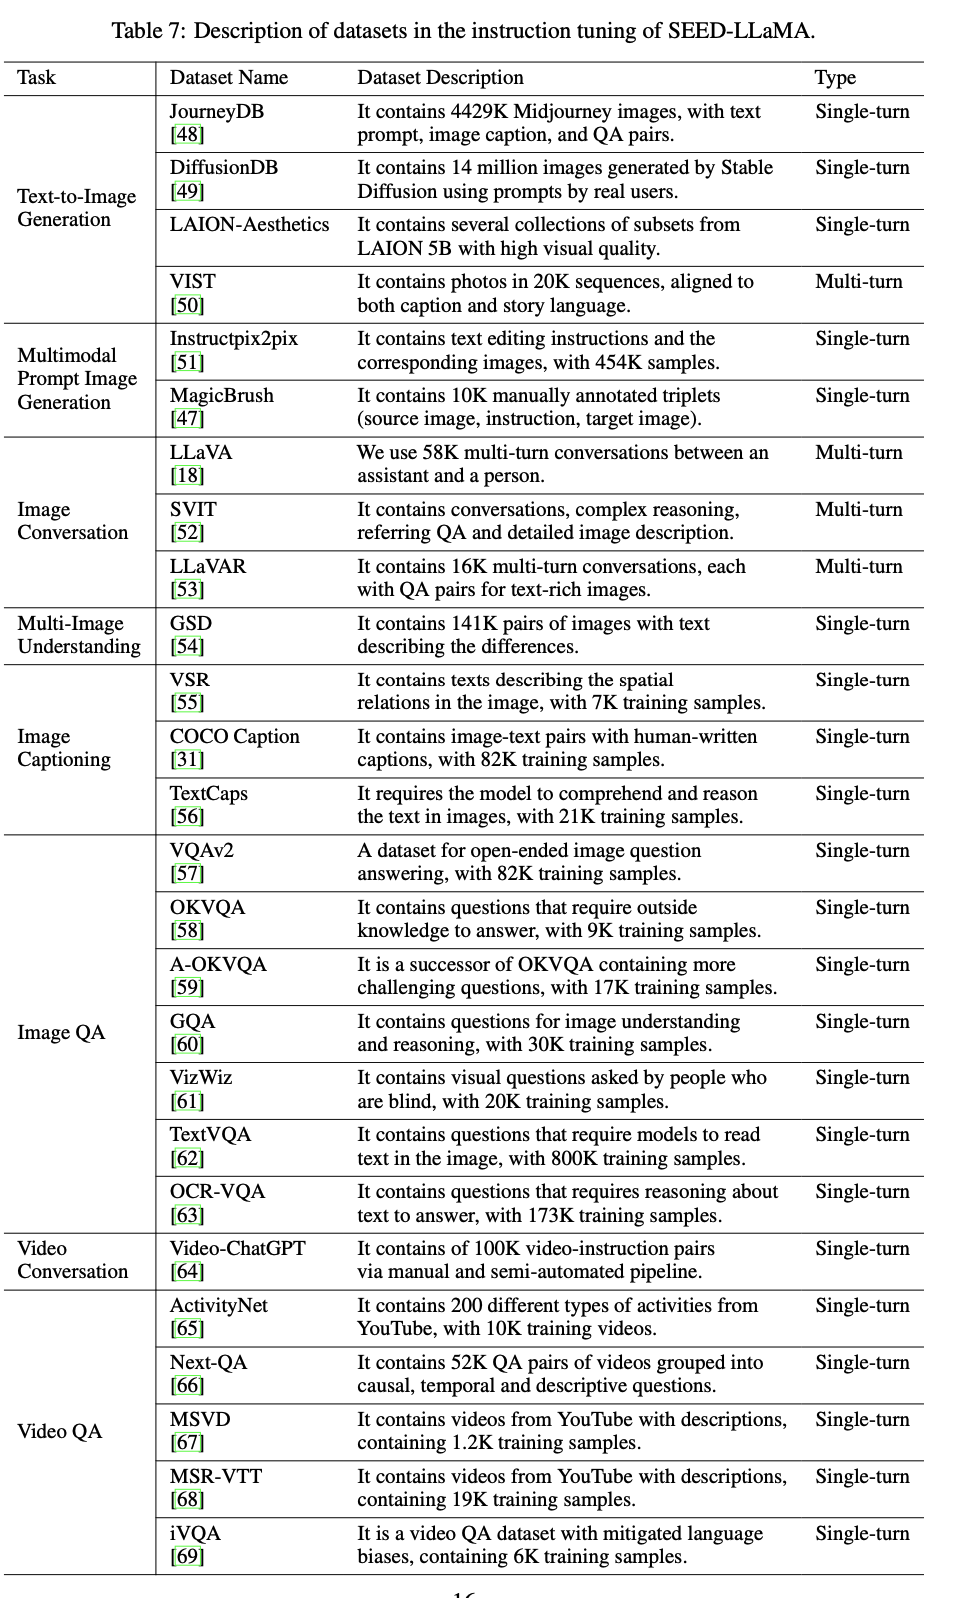 Table 7: Description of datasets in the instruction tuning of SEED-LLaMA.
Task Dataset Name Dataset Description Type
Text-to-Image
Generation
JourneyDB
[48]
It contains 4429K Midjourney images, with text
prompt, image caption, and QA pairs.
Single-turn
DiffusionDB
[49]
It contains 14 million images generated by Stable
Diffusion using prompts by real users.
Single-turn
LAION-Aesthetics
It contains several collections of subsets from
LAION 5B with high visual quality.
Single-turn
VIST
[50]
It contains photos in 20K sequences, aligned to
both caption and story language.
Multi-turn
Multimodal
Prompt Image
Generation
Instructpix2pix
[51]
It contains text editing instructions and the
corresponding images, with 454K samples.
Single-turn
MagicBrush
[47]
It contains 10K manually annotated triplets
(source image, instruction, target image).
Single-turn
Image
Conversation
LLaVA
[18]
We use 58K multi-turn conversations between an
assistant and a person.
Multi-turn
SVIT
[52]
It contains conversations, complex reasoning,
referring QA and detailed image description.
Multi-turn
LLaVAR
[53]
It contains 16K multi-turn conversations, each
with QA pairs for text-rich images.
Multi-turn
Multi-Image
Understanding
GSD
[54]
It contains 141K pairs of images with text
describing the differences.
Single-turn
Image
Captioning
VSR
[55]
It contains texts describing the spatial
relations in the image, with 7K training samples.
Single-turn
COCO Caption
[31]
It contains image-text pairs with human-written
captions, with 82K training samples.
Single-turn
TextCaps
[56]
It requires the model to comprehend and reason
the text in images, with 21K training samples.
Single-turn
Image QA
VQAv2
[57]
A dataset for open-ended image question
answering, with 82K training samples.
Single-turn
OKVQA
[58]
It contains questions that require outside
knowledge to answer, with 9K training samples.
Single-turn
A-OKVQA
[59]
It is a successor of OKVQA containing more
challenging questions, with 17K training samples.
Single-turn
GQA
[60]
It contains questions for image understanding
and reasoning, with 30K training samples.
Single-turn
VizWiz
[61]
It contains visual questions asked by people who
are blind, with 20K training samples.
Single-turn
TextVQA
[62]
It contains questions that require models to read
text in the image, with 800K training samples.
Single-turn
OCR-VQA
[63]
It contains questions that requires reasoning about
text to answer, with 173K training samples.
Single-turn
Video
Conversation
Video-ChatGPT
[64]
It contains of 100K video-instruction pairs
via manual and semi-automated pipeline.
Single-turn
Video QA
ActivityNet
[65]
It contains 200 different types of activities from
YouTube, with 10K training videos.
Single-turn
Next-QA
[66]
It contains 52K QA pairs of videos grouped into
causal, temporal and descriptive questions.
Single-turn
MSVD
[67]
It contains videos from YouTube with descriptions,
containing 1.2K training samples.
Single-turn
MSR-VTT
[68]
It contains videos from YouTube with descriptions,
containing 19K training samples.
Single-turn
iVQA
[69]
It is a video QA dataset with mitigated language
biases, containing 6K training samples.
Single-turn